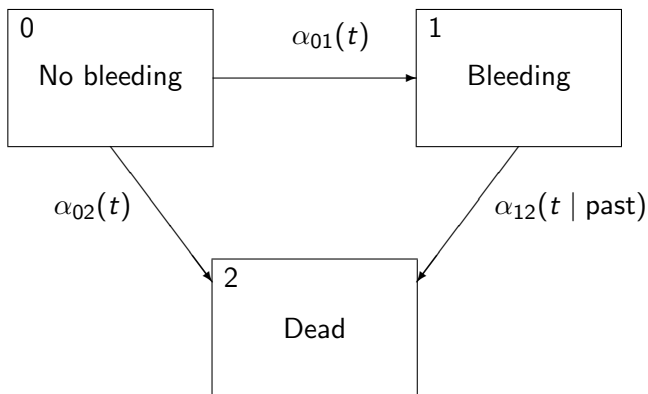 0
No bleeding
α01(t)
1
Bleeding
α02(t)
α12(t | past)
2
Dead